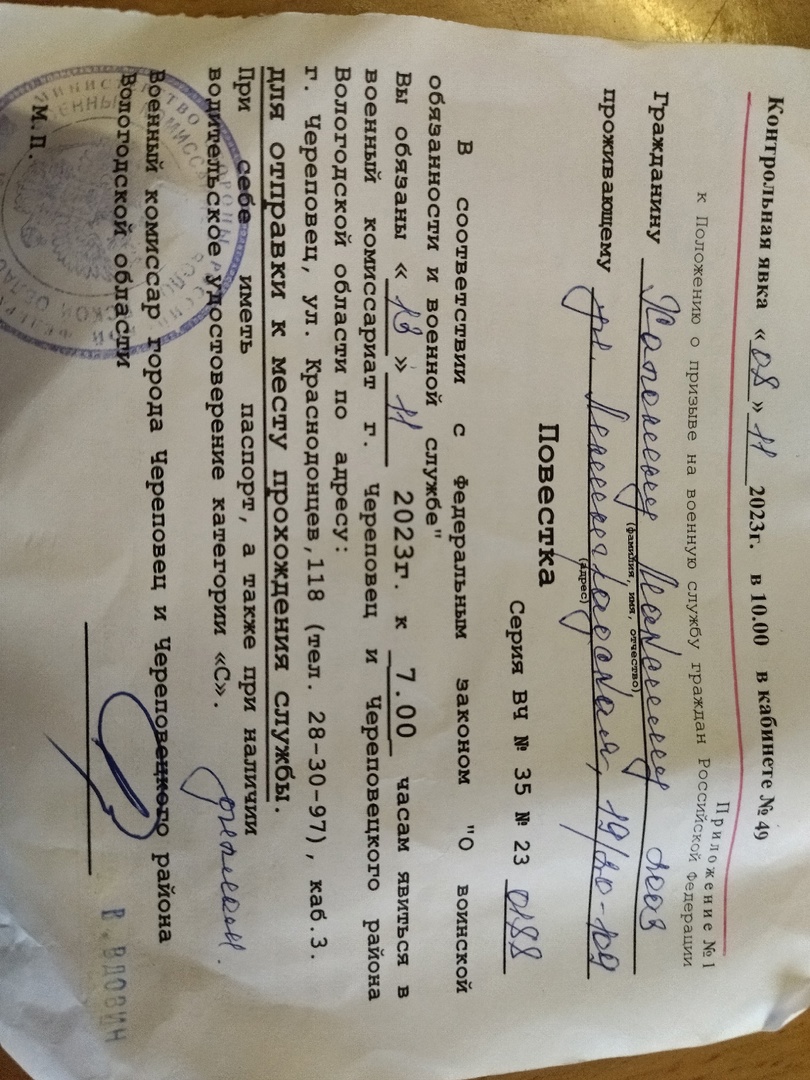 Контрольная явка «08» 11 2023г. в 10.00 в кабинете № 49
Приложение №1
к Положению о призыве на военную службу граждан Российской Федерации
Гражданину
(фамилия, имя, отчество)
проживающему
(адрес)
Серия ВЧ № 35 № 23 0188
Повестка
В соответствии с Федеральным законом "О воинской
обязанности и военной службе"
Вы обязаны «13» 11 2023г. к 7.00 часам явиться в
военный комиссариат г. Череповец и Череповецкого района
Вологодской области по адресу:
г. Череповец, ул. Краснодонцев,118 (тел. 28-30-97), каб.3.
для отправки к месту прохождения службы.
При себе иметь паспорт, а также при наличии
водительское удостоверение категории «С».
Военный комиссар города Череповец и Череповецкого района
Вологодской области
В.ВДОВИН
М.П.